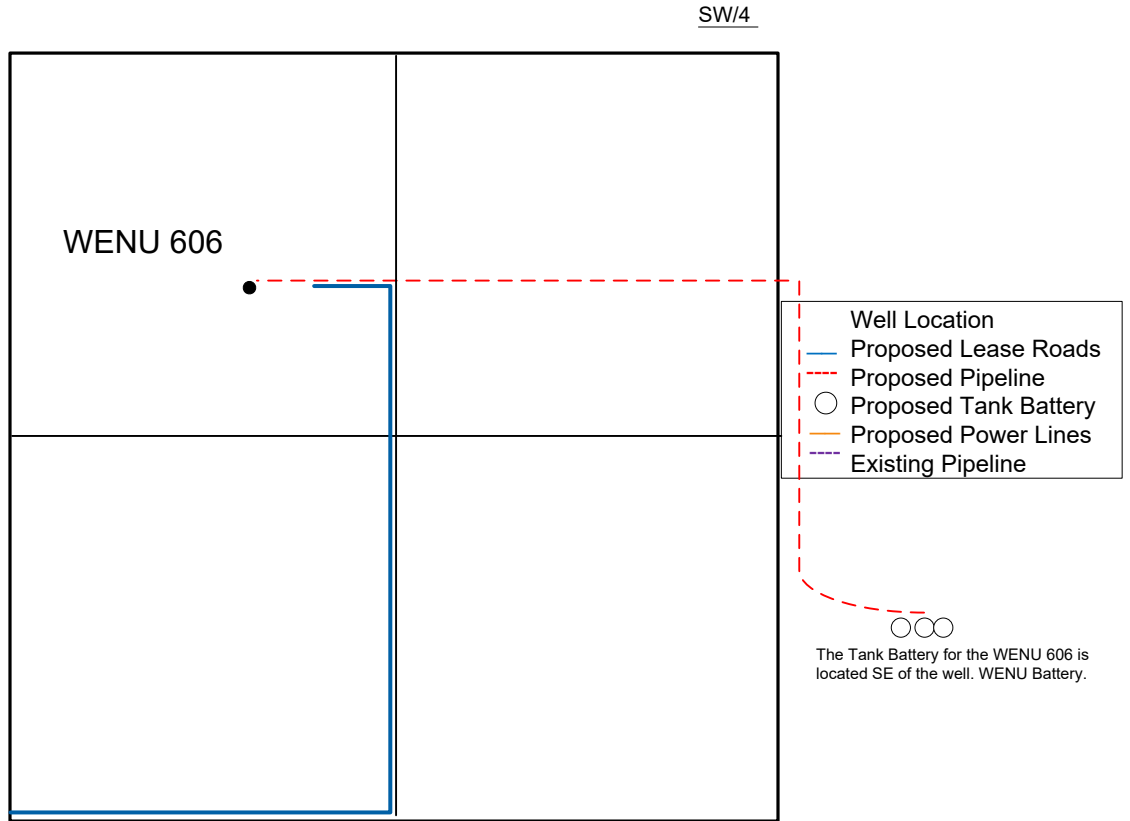 SW/4
WENU 606
Well Location
Proposed Lease Roads
Proposed Pipeline
Proposed Tank Battery
Proposed Power Lines
Existing Pipeline
The Tank Battery for the WENU 606 is
located SE of the well. WENU Battery.